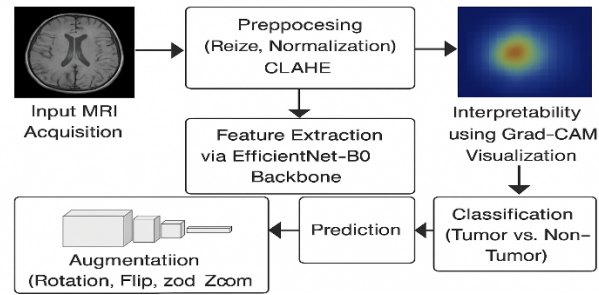 Preppocesing
(Reize, Normalization)
CLAHE
Input MRI
Acquisition
Interpretability
using Grad-CAM
Visualization
Feature Extraction
via EfficientNet-B0
Backbone
Classification
(Tumor vs. Non-
Tumor)
Prediction
Augmentatiion
(Rotation, Flip, zod Zoom